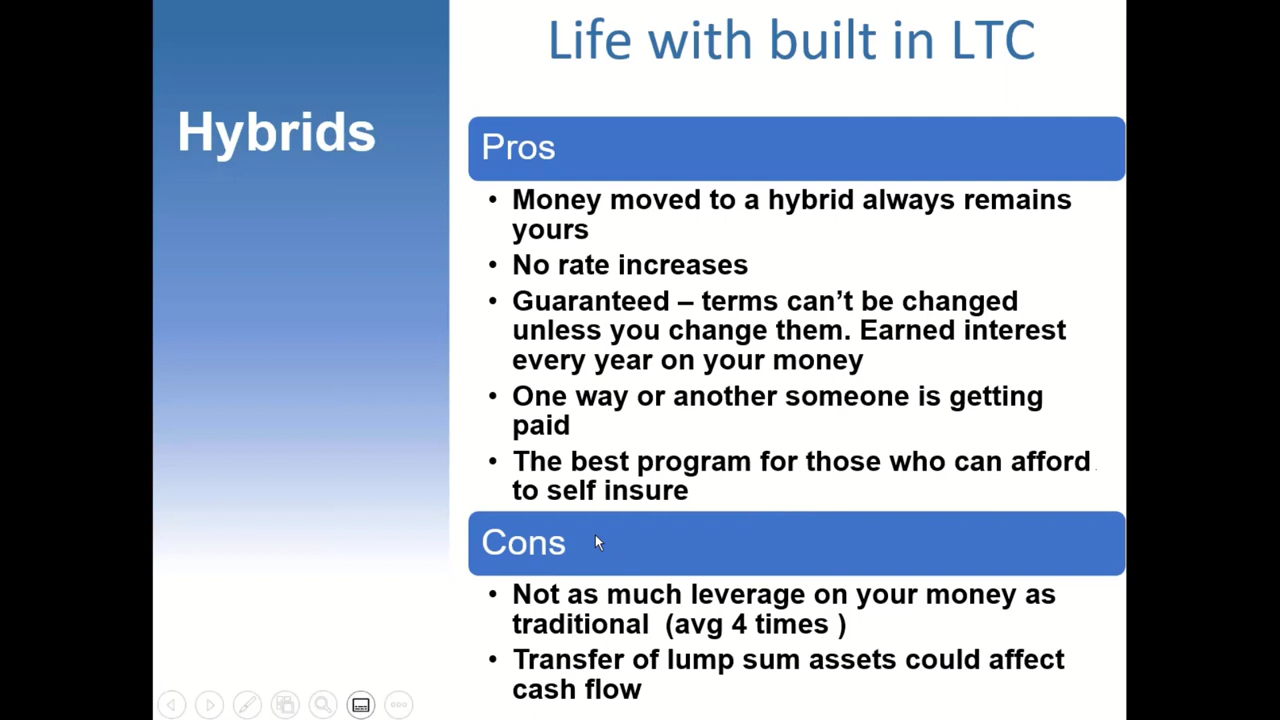 Life with built in LTC
Hybrids
Pros
• Money moved to a hybrid always remains
yours
• No rate increases
• Guaranteed – terms can’t be changed
unless you change them. Earned interest
every year on your money
• One way or another someone is getting
paid
• The best program for those who can afford
to self insure
Cons
• Not as much leverage on your money as
traditional  (avg 4 times )
• Transfer of lump sum assets could affect
cash flow